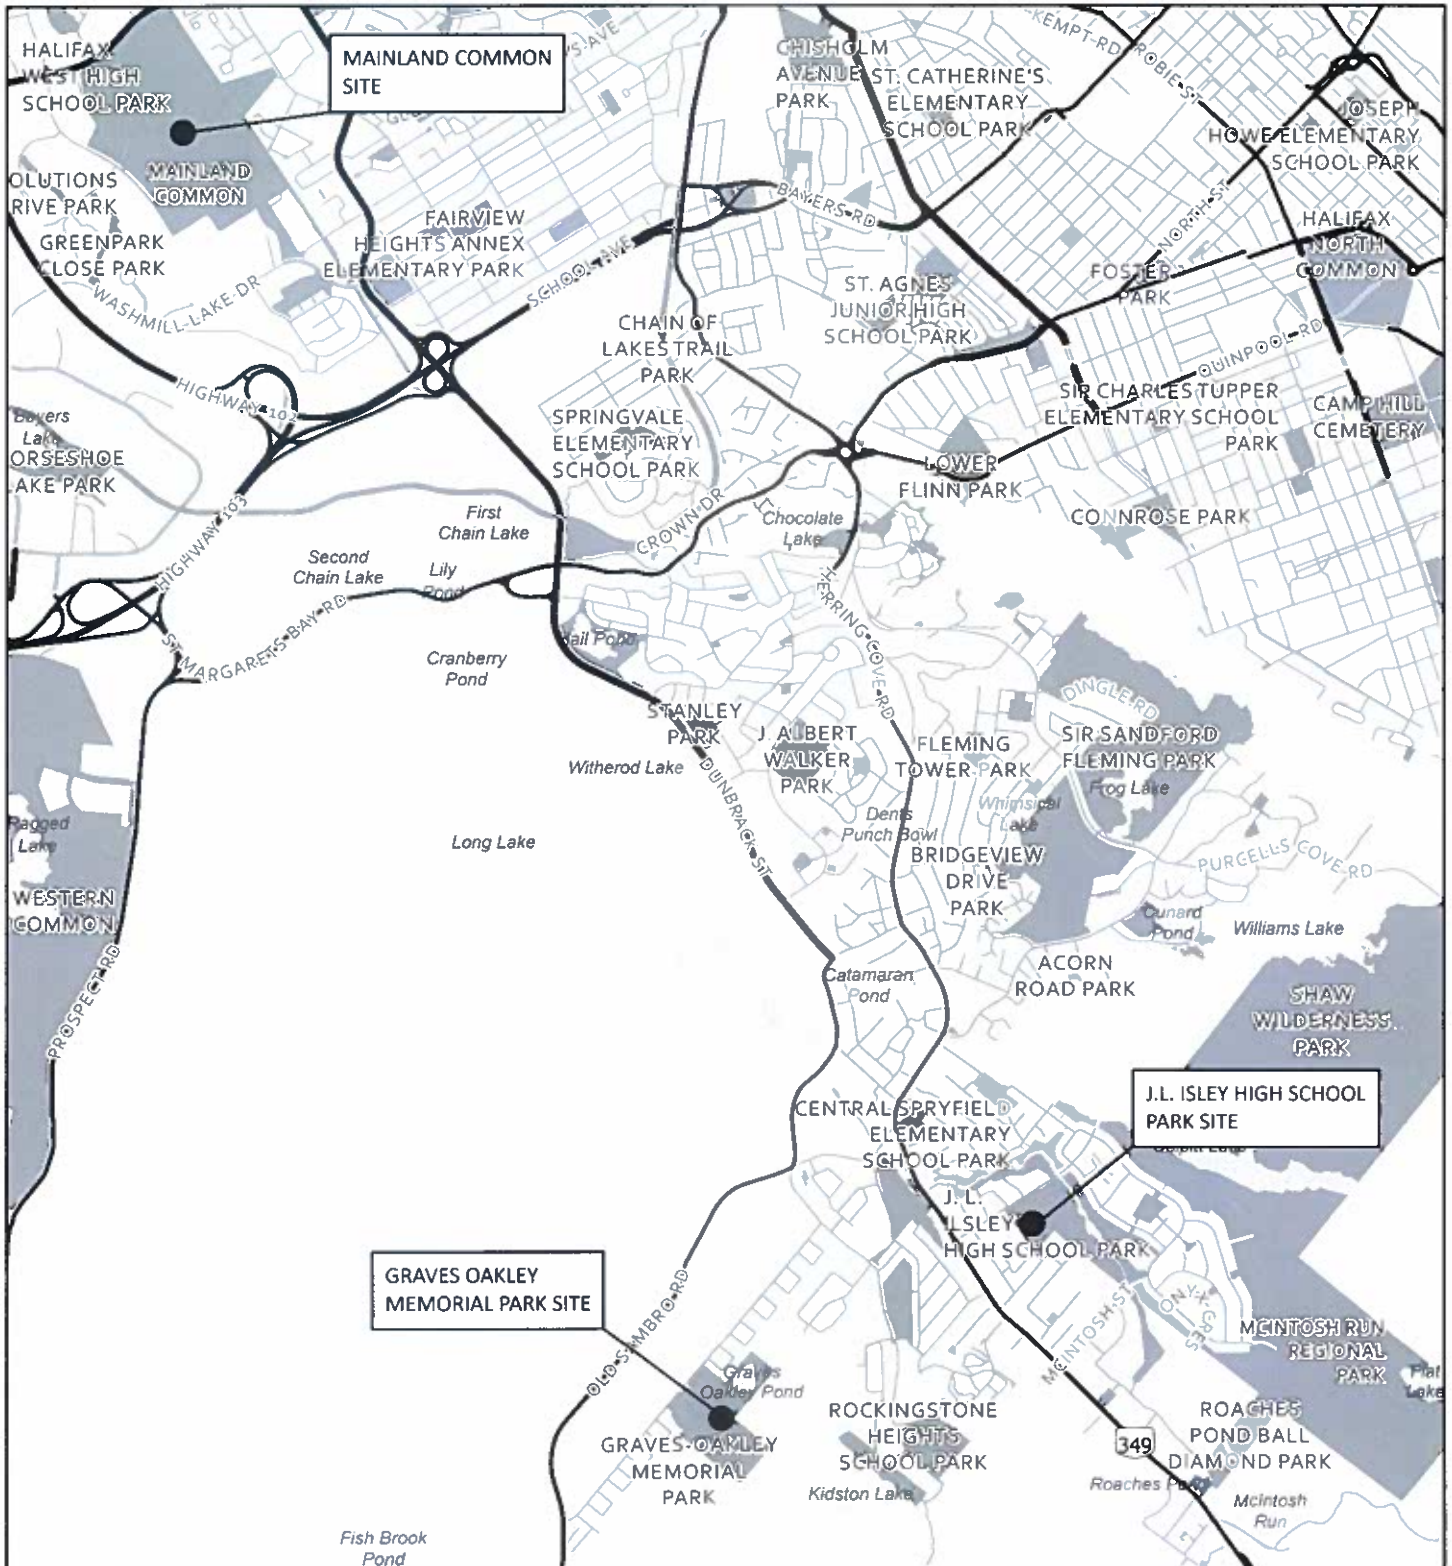 HALIFAX
WEST HIGH
SCHOOL PARK
MAINLAND COMMON
SITE
'S AVE
CHISHOLM
AVENUE
PARK
ST. CATHERINE'S
ELEMENTARY
SCHOOL PARK
KEMPT RD
ROBIE ST
JOSEPH
HOWE ELEMENTARY
SCHOOL PARK
MAINLAND
COMMON
OLUTIONS
RIVE PARK
GREENPARK
CLOSE PARK
WASHMILL LAKE DR
FAIRVIEW
HEIGHTS ANNEX
ELEMENTARY PARK
SCHOOL AVE
BAYERS RD
NORTH ST
HALIFAX
NORTH
COMMON
FOSTER
PARK
ST. AGNES
JUNIOR HIGH
SCHOOL PARK
CHAIN OF
LAKES TRAIL
PARK
QUINPOOL RD
HIGHWAY 102
SPRINGVALE
ELEMENTARY
SCHOOL PARK
SIR CHARLES TUPPER
ELEMENTARY SCHOOL
PARK
CAMP HILL
CEMETERY
Bayers
Lake
ORSESHOE
AKE PARK
LOWER
FLINN PARK
CONNROSE PARK
HIGHWAY 103
First
Chain Lake
CROWN DR
Chocolate
Lake
Second
Chain Lake
Lily
Pond
ST MARGARETS BAY RD
HERRING COVE RD
ail Pond
Cranberry
Pond
DINGLE RD
STANLEY
PARK
J. ALBERT
WALKER
PARK
FLEMING
TOWER PARK
SIR SANDFORD
FLEMING PARK
Frog Lake
Witherod Lake
DUNBRACK ST
Whimsical
Lake
Dents
Punch Bowl
Ragged
Lake
Long Lake
BRIDGEVIEW
DRIVE
PARK
PURCELLS COVE RD
WESTERN
COMMON
Cunard
Pond
Williams Lake
PROSPECT RD
Catamaran
Pond
ACORN
ROAD PARK
SHAW
WILDERNESS
PARK
J.L. ISLEY HIGH SCHOOL
PARK SITE
CENTRAL SPRYFIELD
ELEMENTARY
SCHOOL PARK
J. L.
ILSLEY
HIGH SCHOOL PARK
GRAVES OAKLEY
MEMORIAL PARK SITE
OLD SAMBRO RD
MCINTOSH ST
ONYX CRES
MCINTOSH RUN
REGIONAL
PARK
Flat
Lake
Graves
Oakley Pond
GRAVES-OAKLEY
MEMORIAL
PARK
ROCKINGSTONE
HEIGHTS
SCHOOL PARK
Kidston Lake
349
ROACHES
POND BALL
DIAMOND PARK
Roaches Pond
McIntosh
Run
Fish Brook
Pond